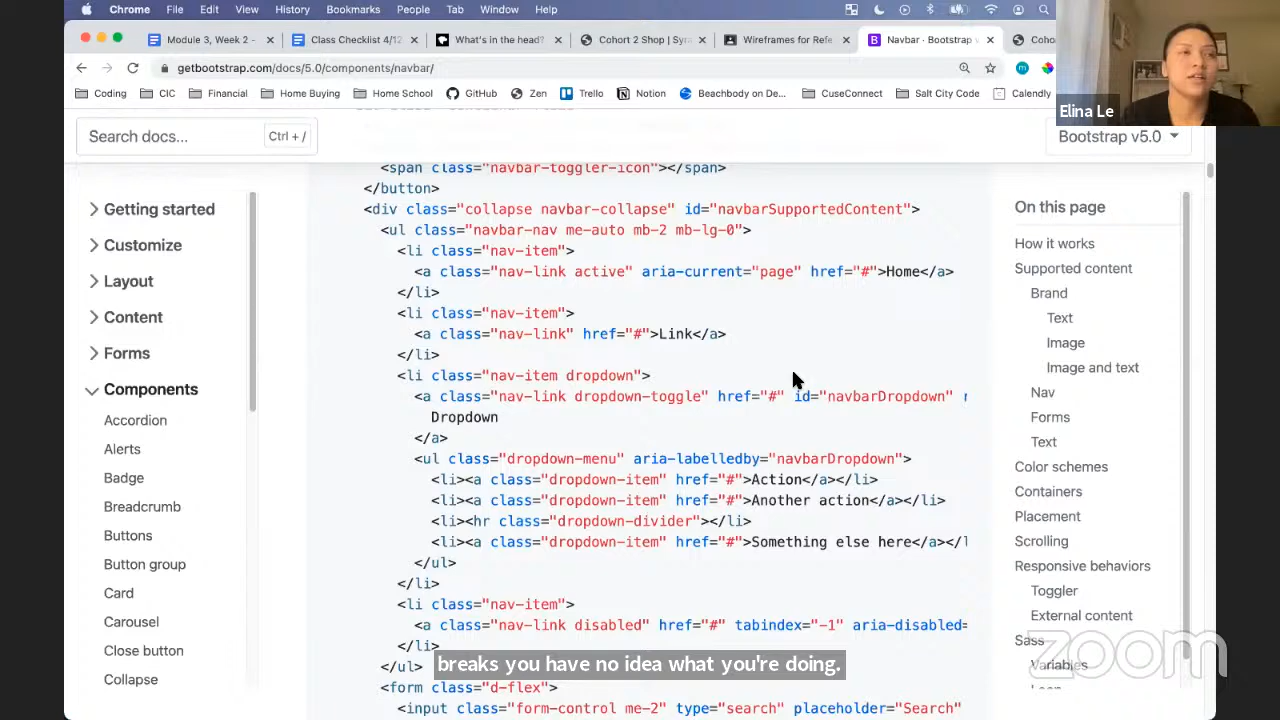 Chrome File Edit View History Bookmarks People Tab Window Help
Module 3, Week 2 -
Class Checklist 4/12
What's in the head?
Cohort 2 Shop | Syra
Wireframes for Refe
Navbar · Bootstrap v
Coho
getbootstrap.com/docs/5.0/components/navbar/
Coding CIC Financial Home Buying Home School GitHub Zen Trello Notion Beachbody on De... CuseConnect Salt City Code Calendly
Elina Le
Search docs... Ctrl + /
Bootstrap v5.0
Getting started
Customize
Layout
Content
Forms
Components
Accordion
Alerts
Badge
Breadcrumb
Buttons
Button group
Card
Carousel
Close button
Collapse
<span class="navbar-toggler-icon"></span>
</button>
<div class="collapse navbar-collapse" id="navbarSupportedContent">
<ul class="navbar-nav me-auto mb-2 mb-lg-0">
<li class="nav-item">
<a class="nav-link active" aria-current="page" href="#">Home</a>
</li>
<li class="nav-item">
<a class="nav-link" href="#">Link</a>
</li>
<li class="nav-item dropdown">
<a class="nav-link dropdown-toggle" href="#" id="navbarDropdown" r
Dropdown
</a>
<ul class="dropdown-menu" aria-labelledby="navbarDropdown">
<li><a class="dropdown-item" href="#">Action</a></li>
<li><a class="dropdown-item" href="#">Another action</a></li>
<li><hr class="dropdown-divider"></li>
<li><a class="dropdown-item" href="#">Something else here</a></l
</ul>
</li>
<li class="nav-item">
<a class="nav-link disabled" href="#" tabindex="-1" aria-disabled=
</li>
</ul>
<form class="d-flex">
<input class="form-control me-2" type="search" placeholder="Search"
breaks you have no idea what you're doing.
On this page
How it works
Supported content
Brand
Text
Image
Image and text
Nav
Forms
Text
Color schemes
Containers
Placement
Scrolling
Responsive behaviors
Toggler
External content
Sass
Variables
zoom